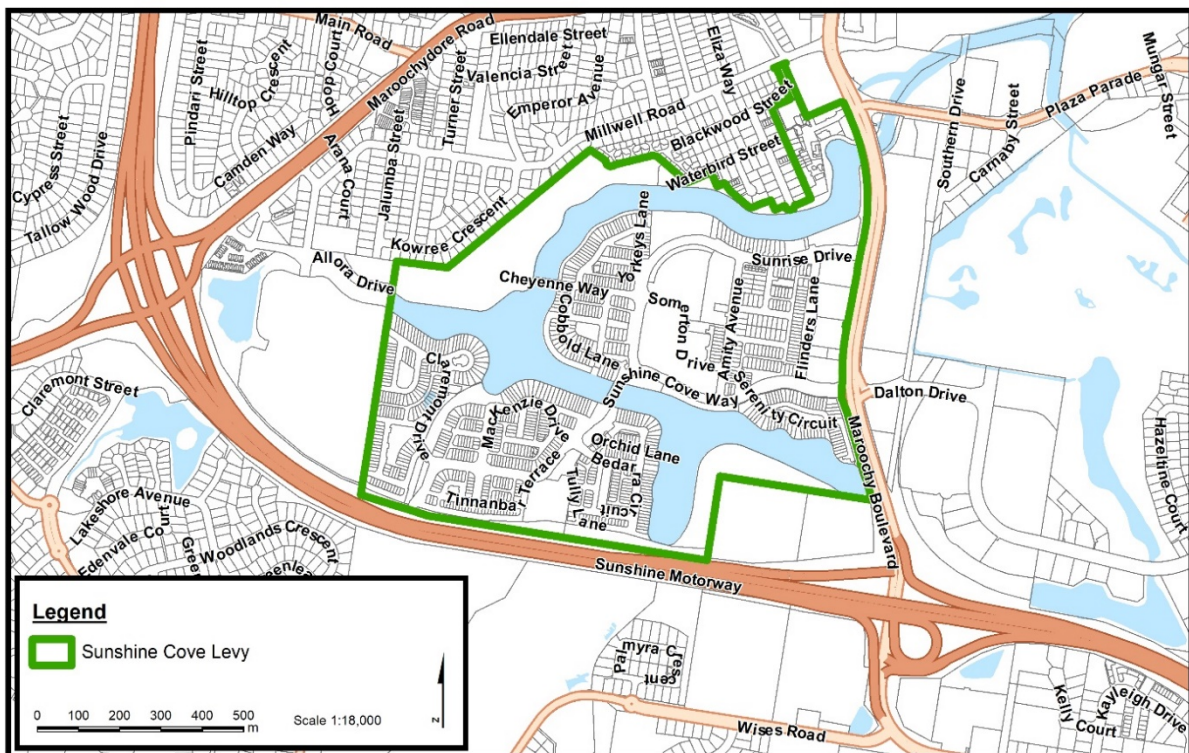 Main Road
Maroochydore Road
Ellendale Street
Eliza Way
Mungar Street
Pindari Street
Hilltop Crescent
Hoop Court
Turner Street
Valencia Street
Emperor Avenue
Plaza Parade
Southern Drive
Carnaby Street
Cypress Street
Tallow Wood Drive
Camden Way
Arana Court
Jalumba Street
Millwell Road
Blackwood Street
Waterbird Street
Kowree Crescent
Allora Drive
Cheyenne Way
Yorkeys Lane
Cobbold Lane
Somerton Drive
Sunrise Drive
Amity Avenue
Flinders Lane
Claremont Street
Claremont Drive
MacKenzie Drive
Sunshine Cove Way
Serenity Circuit
Dalton Drive
Maroochy Boulevard
Hazeltine Court
Orchid Lane
Bedarra Circuit
Tully Lane
Tinnanbar Terrace
Lakeshore Avenue
Edenvale Court
Woodlands Crescent
Sunshine Motorway
Palmyra Crescent
Wises Road
Kelly Court
Kayleigh Drive
Legend
Sunshine Cove Levy
0 100 200 300 400 500
m
Scale 1:18,000
N